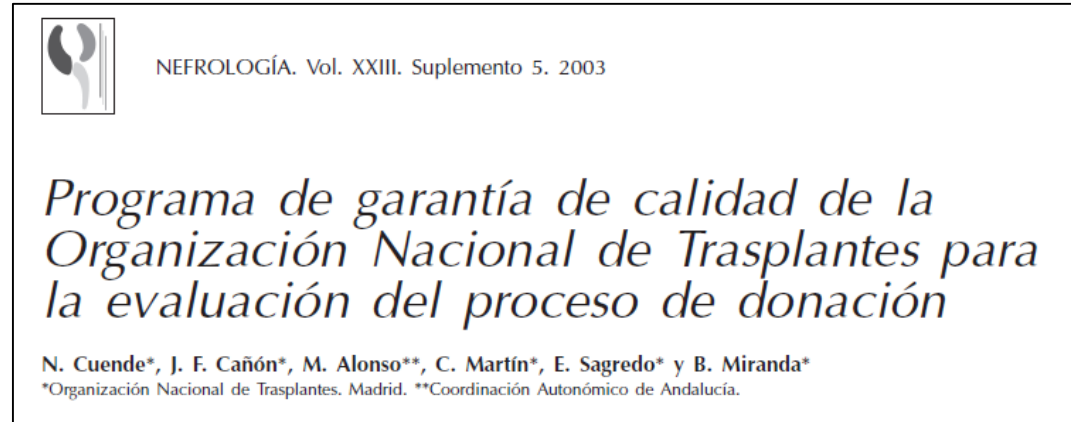 NEFROLOGÍA. Vol. XXIII. Suplemento 5. 2003
Programa de garantía de calidad de la
Organización Nacional de Trasplantes para
la evaluación del proceso de donación
N. Cuende*, J. F. Cañón*, M. Alonso**, C. Martín*, E. Sagredo* y B. Miranda*
*Organización Nacional de Trasplantes. Madrid. **Coordinación Autonómico de Andalucía.